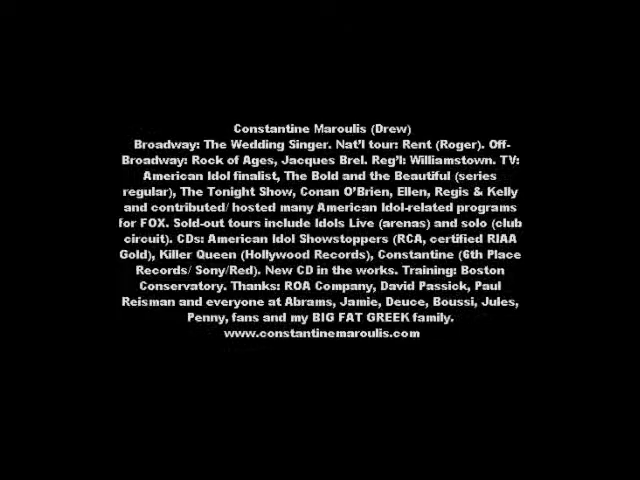 Constantine Maroulis (Drew)
Broadway: The Wedding Singer. Nat'l tour: Rent (Roger). Off-
Broadway: Rock of Ages, Jacques Brel. Reg'l: Williamstown. TV:
American Idol finalist, The Bold and the Beautiful (series
regular), The Tonight Show, Conan O'Brien, Ellen, Regis & Kelly
and contributed/ hosted many American Idol-related programs
for FOX. Sold-out tours include Idols Live (arenas) and solo (club
circuit). CDs: American Idol Showstoppers (RCA, certified RIAA
Gold), Killer Queen (Hollywood Records), Constantine (6th Place
Records/ Sony/Red). New CD in the works. Training: Boston
Conservatory. Thanks: ROA Company, David Passick, Paul
Reisman and everyone at Abrams, Jamie, Deuce, Boussi, Jules,
Penny, fans and my BIG FAT GREEK family.
www.constantinemaroulis.com